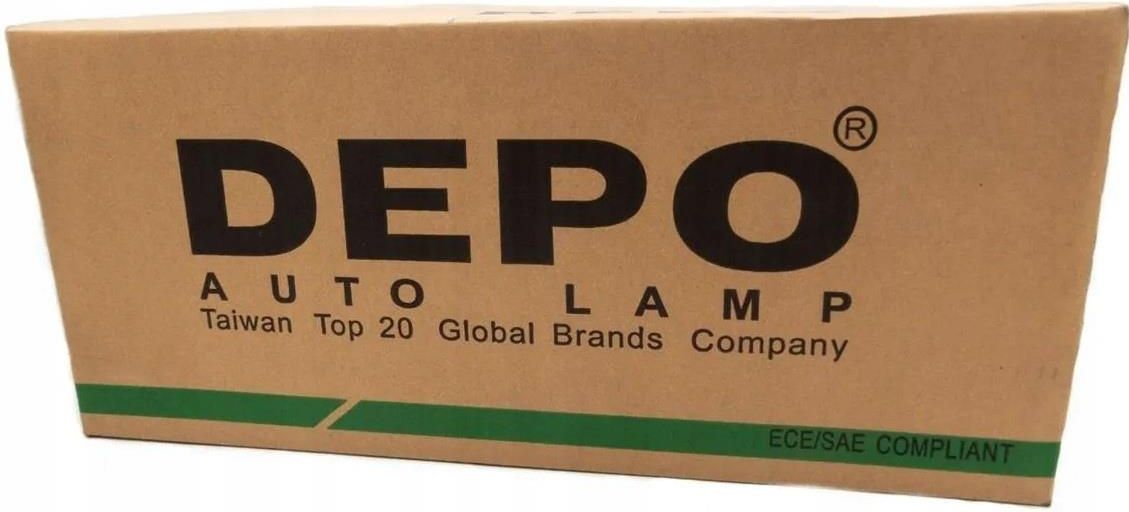 DEPO®
AUTO LAMP
Taiwan Top 20 Global Brands Company
ECE/SAE COMPLIANT